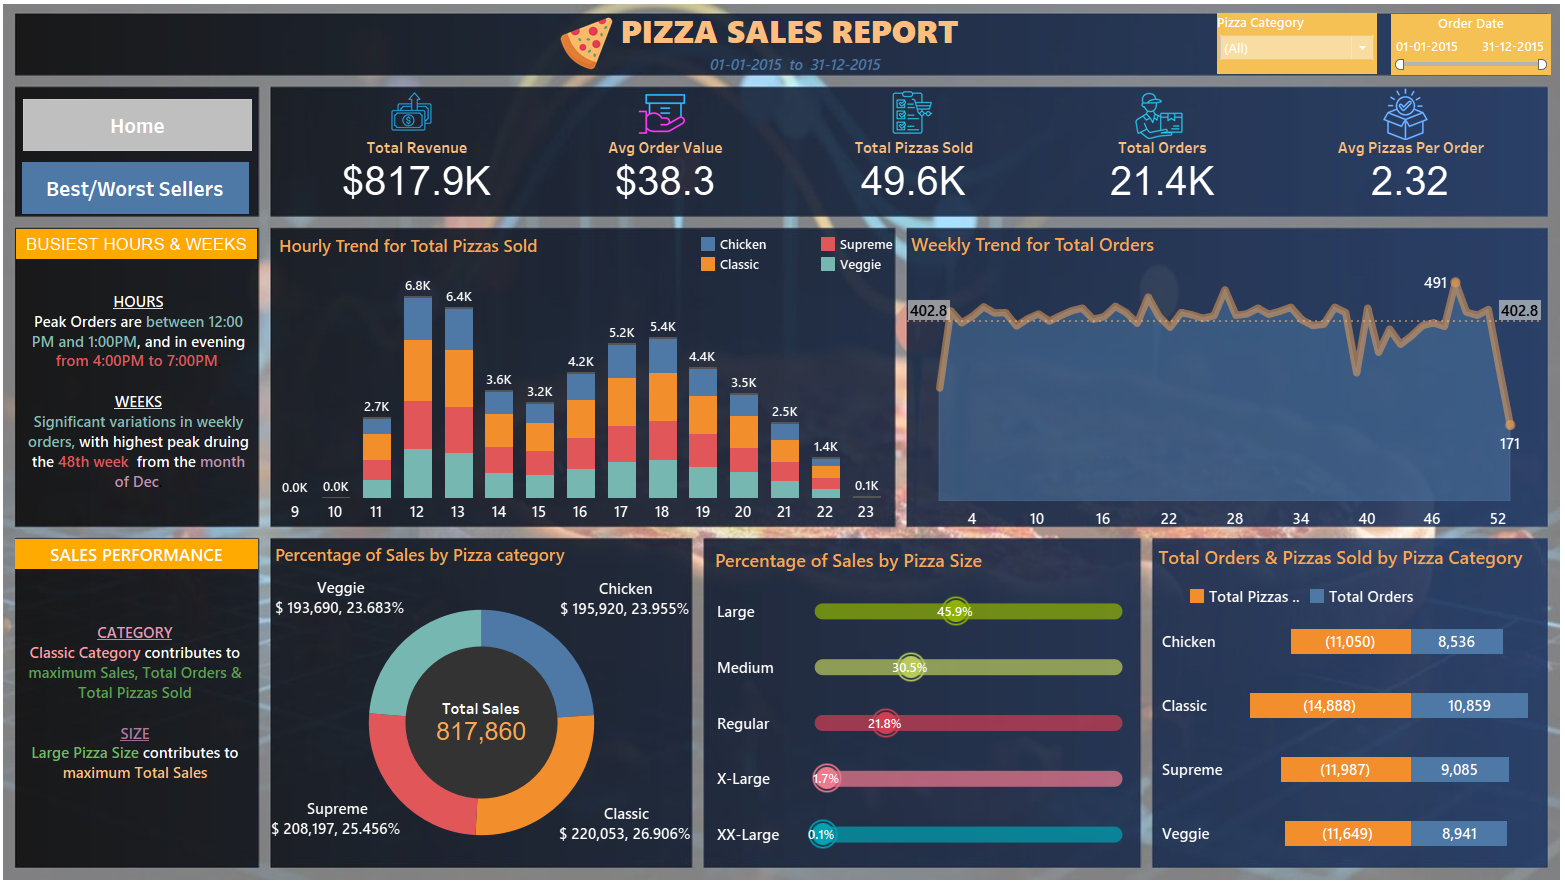 PIZZA SALES REPORT
01-01-2015 to 31-12-2015
Pizza Category
(All)
Order Date
01-01-2015 31-12-2015
Home
Best/Worst Sellers
Total Revenue
$817.9K
Avg Order Value
$38.3
Total Pizzas Sold
49.6K
Total Orders
21.4K
Avg Pizzas Per Order
2.32
BUSIEST HOURS & WEEKS
HOURS
Peak Orders are between 12:00
PM and 1:00PM, and in evening
from 4:00PM to 7:00PM
WEEKS
Significant variations in weekly
orders, with highest peak druing
the 48th week from the month
of Dec
Hourly Trend for Total Pizzas Sold
Chicken Supreme
Classic Veggie
0.0K 0.0K 2.7K 6.8K 6.4K 3.6K 3.2K 4.2K 5.2K 5.4K 4.4K 3.5K 2.5K 1.4K 0.1K
9 10 11 12 13 14 15 16 17 18 19 20 21 22 23
Weekly Trend for Total Orders
491
402.8 402.8
171
4 10 16 22 28 34 40 46 52
SALES PERFORMANCE
CATEGORY
Classic Category contributes to
maximum Sales, Total Orders &
Total Pizzas Sold
SIZE
Large Pizza Size contributes to
maximum Total Sales
Percentage of Sales by Pizza category
Veggie
$ 193,690, 23.683%
Chicken
$ 195,920, 23.955%
Total Sales
817,860
Supreme
$ 208,197, 25.456%
Classic
$ 220,053, 26.906%
Percentage of Sales by Pizza Size
Large 45.9%
Medium 30.5%
Regular 21.8%
X-Large 1.7%
XX-Large 0.1%
Total Orders & Pizzas Sold by Pizza Category
Total Pizzas .. Total Orders
Chicken (11,050) 8,536
Classic (14,888) 10,859
Supreme (11,987) 9,085
Veggie (11,649) 8,941